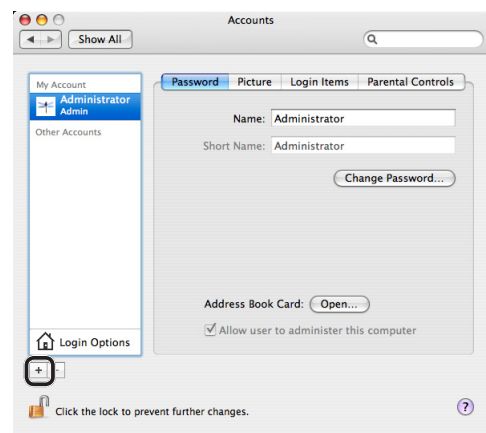 Accounts
Show All
My Account
Administrator
Admin
Other Accounts
Login Options
+ -
Password Picture Login Items Parental Controls
Name: Administrator
Short Name: Administrator
Change Password...
Address Book Card: Open...
Allow user to administer this computer
Click the lock to prevent further changes.
?